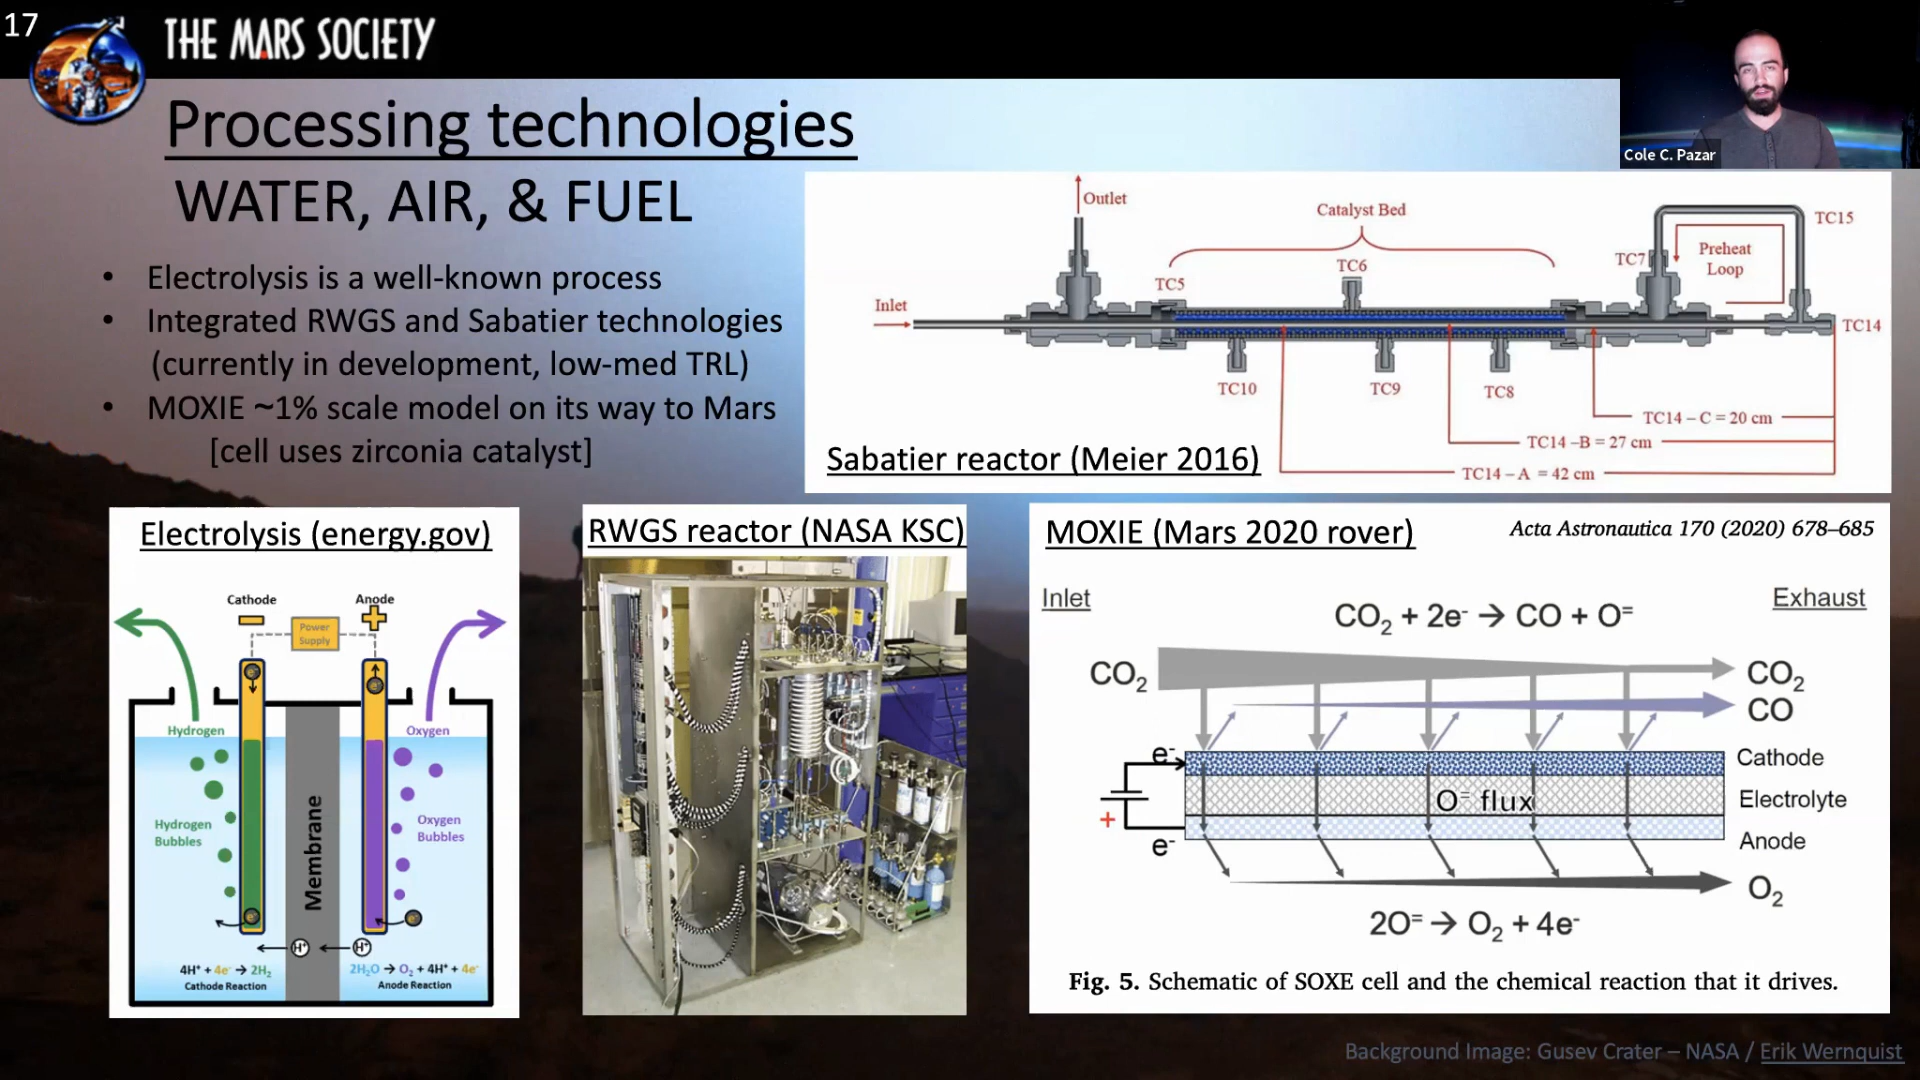 17
THE MARS SOCIETY
Cole C. Pazar
Processing technologies
WATER, AIR, & FUEL
• Electrolysis is a well-known process
• Integrated RWGS and Sabatier technologies
(currently in development, low-med TRL)
• MOXIE ~1% scale model on its way to Mars
[cell uses zirconia catalyst]
Outlet
Catalyst Bed
TC15
TC7
Preheat
Loop
TC6
TC5
Inlet
TC14
TC10
TC9
TC8
TC14 – C = 20 cm
TC14 –B = 27 cm
TC14 – A = 42 cm
Sabatier reactor (Meier 2016)
Electrolysis (energy.gov)
Cathode
Anode
Power
Supply
e⁻
e⁻
Hydrogen
Oxygen
Hydrogen
Bubbles
Oxygen
Bubbles
Membrane
e⁻
e⁻
H⁺
H⁺
4H⁺ + 4e⁻ → 2H₂
Cathode Reaction
2H₂O → O₂ + 4H⁺ + 4e⁻
Anode Reaction
RWGS reactor (NASA KSC)
MOXIE (Mars 2020 rover)
Acta Astronautica 170 (2020) 678–685
Inlet
Exhaust
CO₂ + 2e⁻ → CO + O⁼
CO₂
CO₂
CO
e⁻
Cathode
O⁼ flux
Electrolyte
+
e⁻
Anode
O₂
2O⁼ → O₂ + 4e⁻
Fig. 5. Schematic of SOXE cell and the chemical reaction that it drives.
Background Image: Gusev Crater – NASA / Erik Wernquist